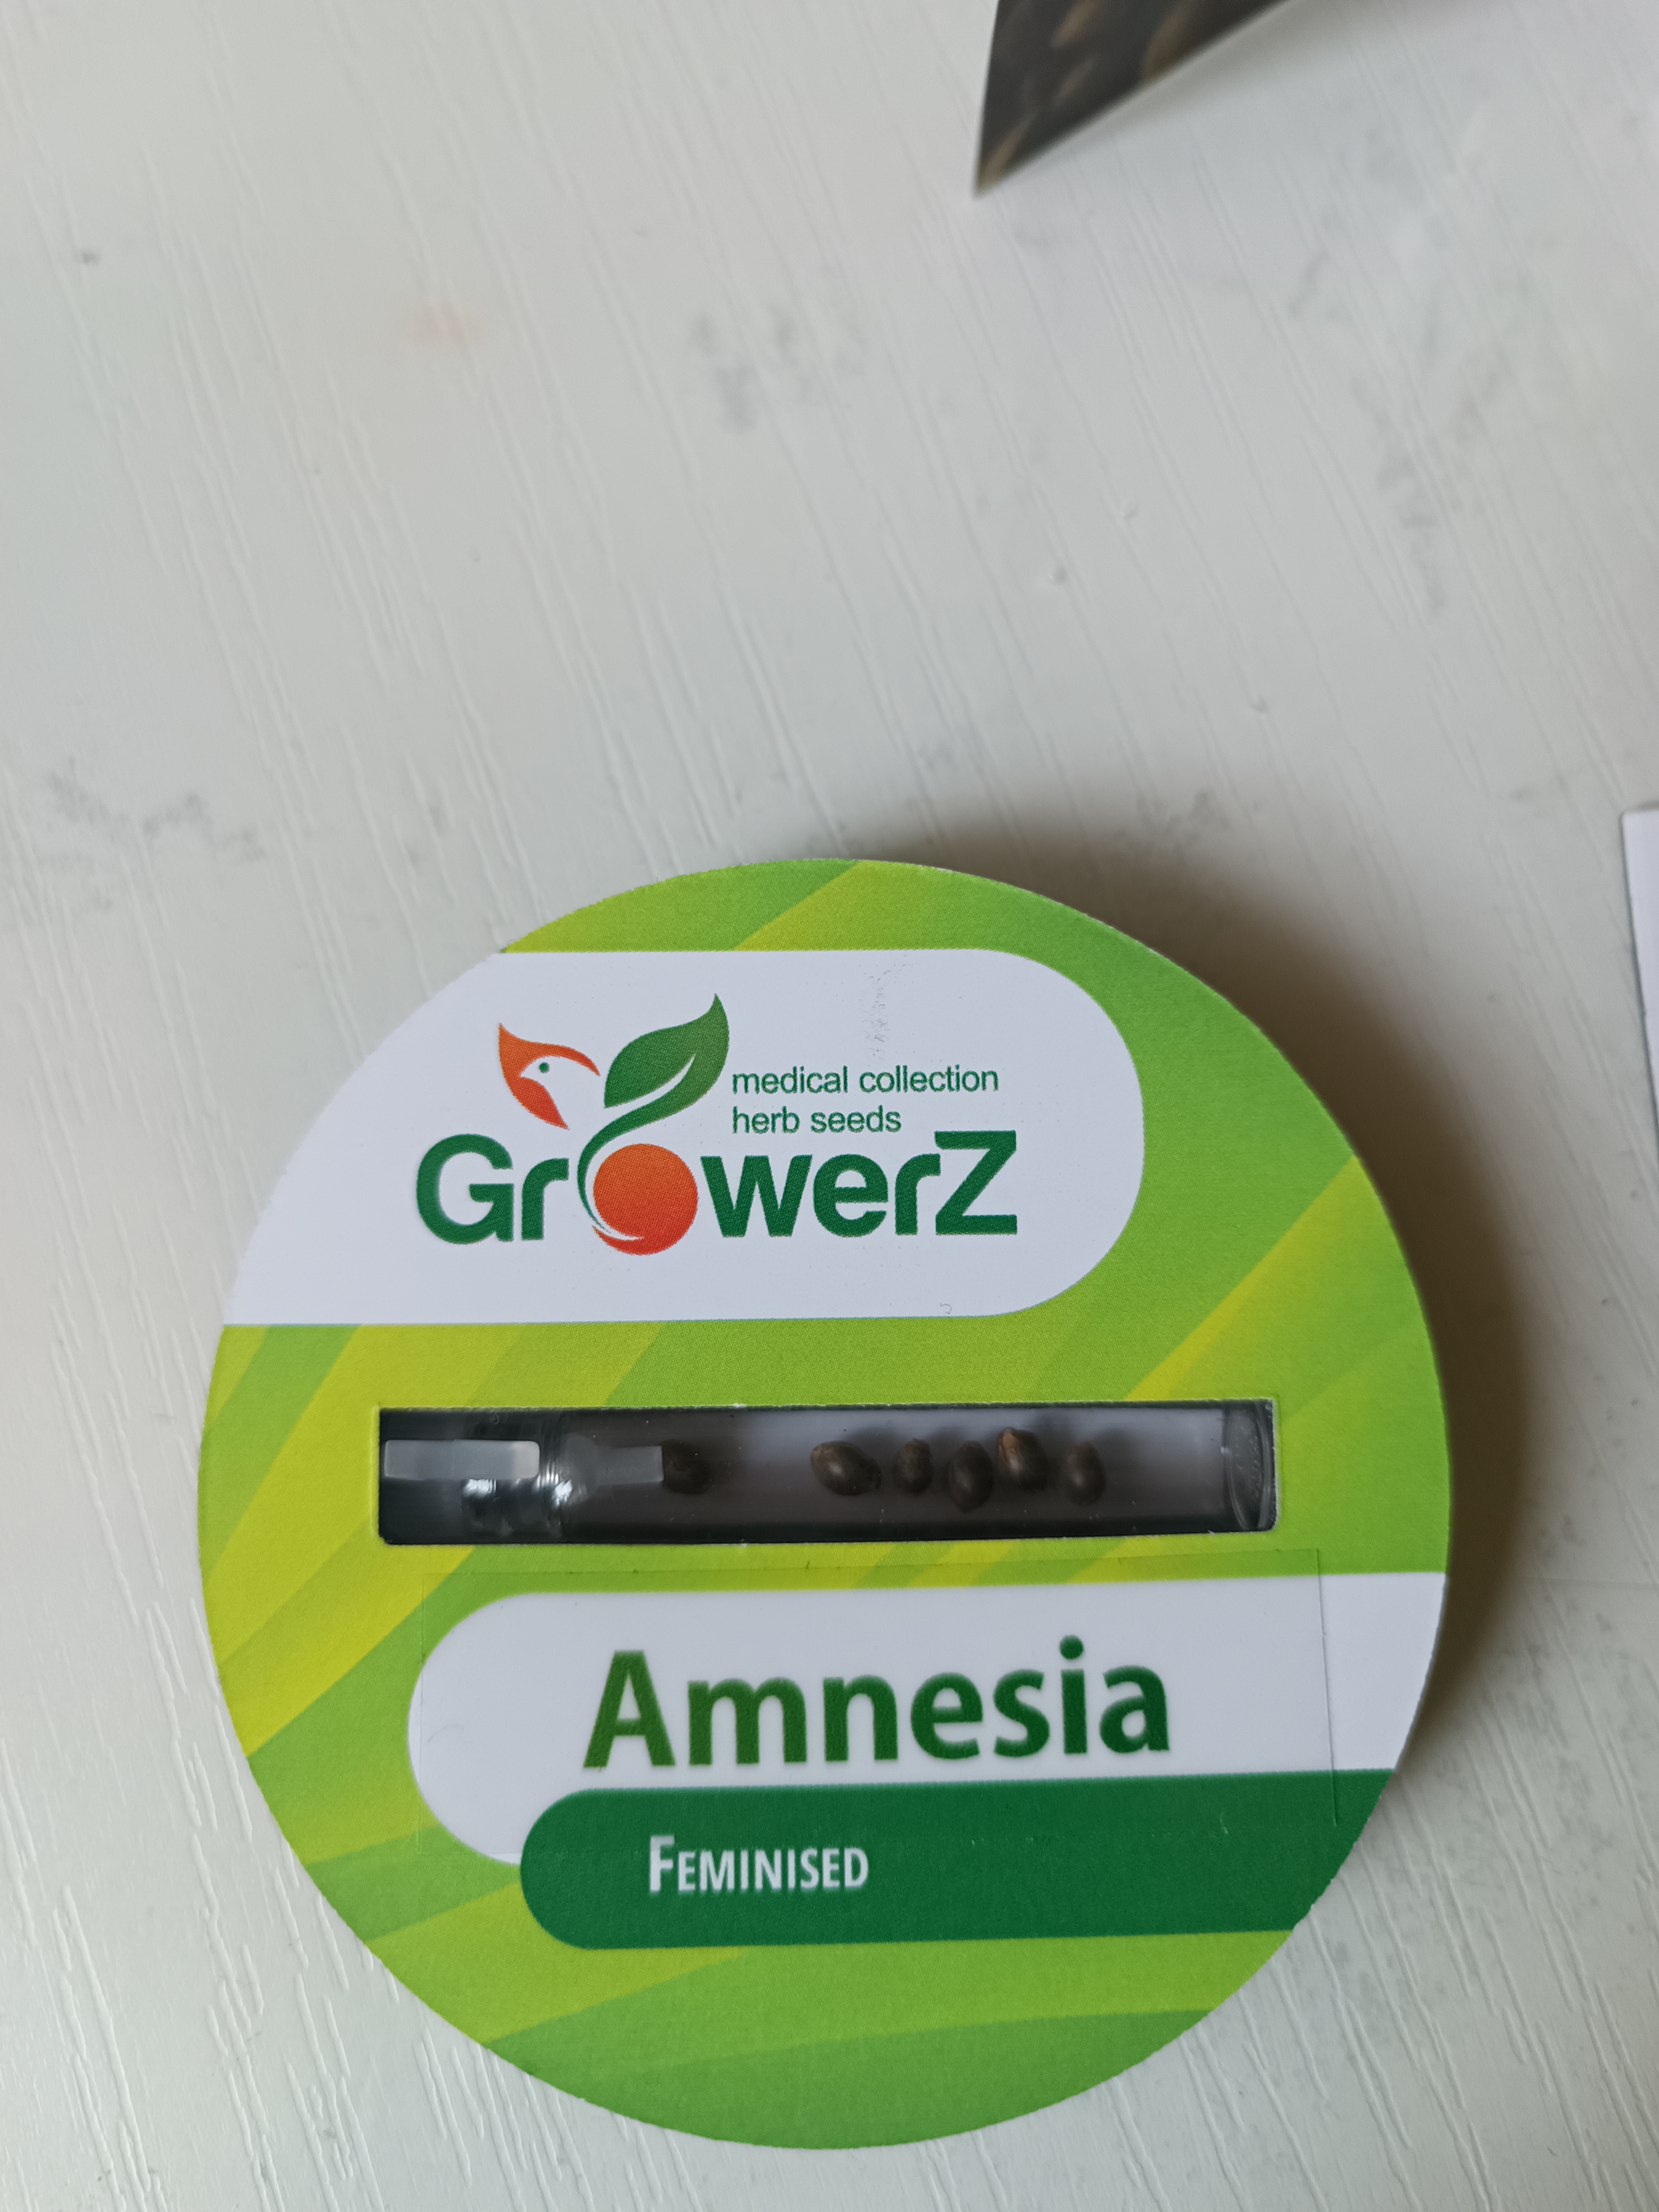 medical collection
herb seeds
GrowerZ
Amnesia
FEMINISED